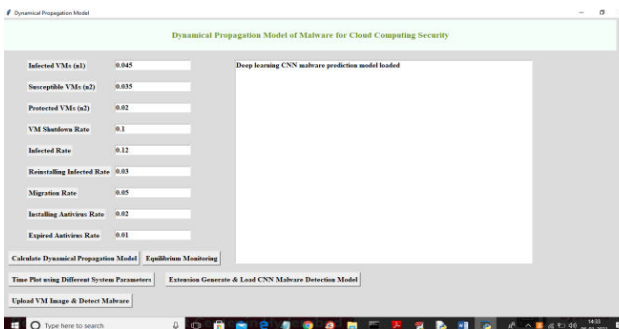 Dynamical Propagation Model
Dynamical Propagation Model of Malware for Cloud Computing Security
Infected VMs (n1) 0.045
Susceptible VMs (n2) 0.035
Protected VMs (n2) 0.02
VM Shutdown Rate 0.1
Infected Rate 0.12
Reinstalling Infected Rate 0.03
Migration Rate 0.05
Installing Antivirus Rate 0.02
Expired Antivirus Rate 0.01
Deep learning CNN malware prediction model loaded
Calculate Dynamical Propagation Model Equilibrium Monitoring
Time Plot using Different System Parameters Extension Generate & Load CNN Malware Detection Model
Upload VM Image & Detect Malware
Type here to search
14:33